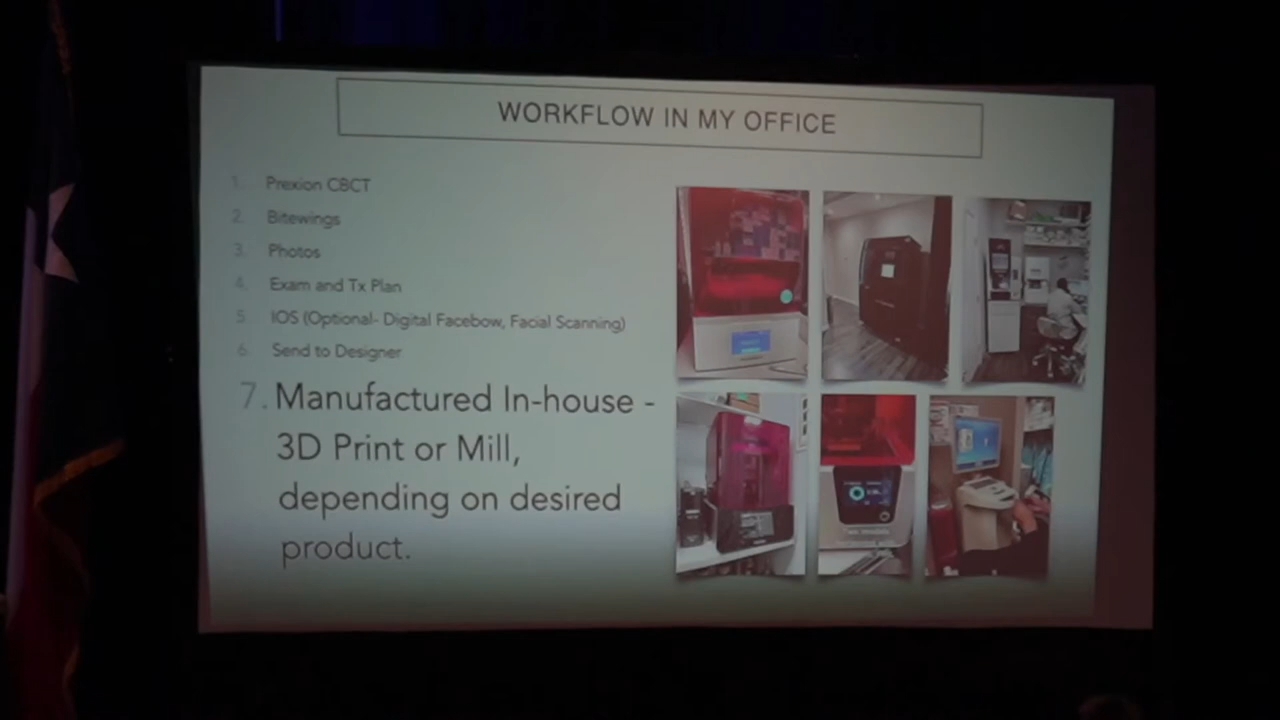 WORKFLOW IN MY OFFICE
1. Prexion CBCT
2. Bitewings
3. Photos
4. Exam and Tx Plan
5. IOS (Optional- Digital Facebow, Facial Scanning)
6. Send to Designer
7. Manufactured In-house -
3D Print or Mill,
depending on desired
product.